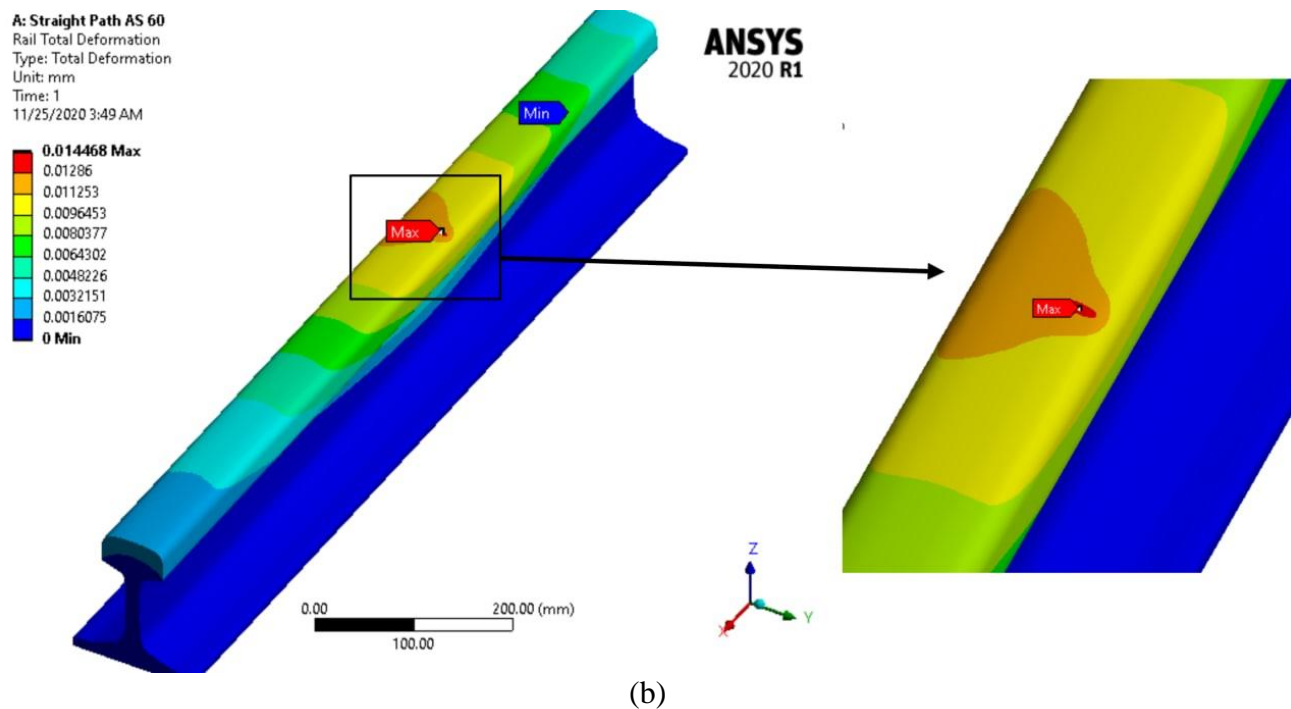 A: Straight Path AS 60
Rail Total Deformation
Type: Total Deformation
Unit: mm
Time: 1
11/25/2020 3:49 AM
0.014468 Max
0.01286
0.011253
0.0096453
0.0080377
0.0064302
0.0048226
0.0032151
0.0016075
0 Min
ANSYS
2020 R1
Min
Max
Max
0.00
200.00 (mm)
100.00
Z
Y
X
(b)